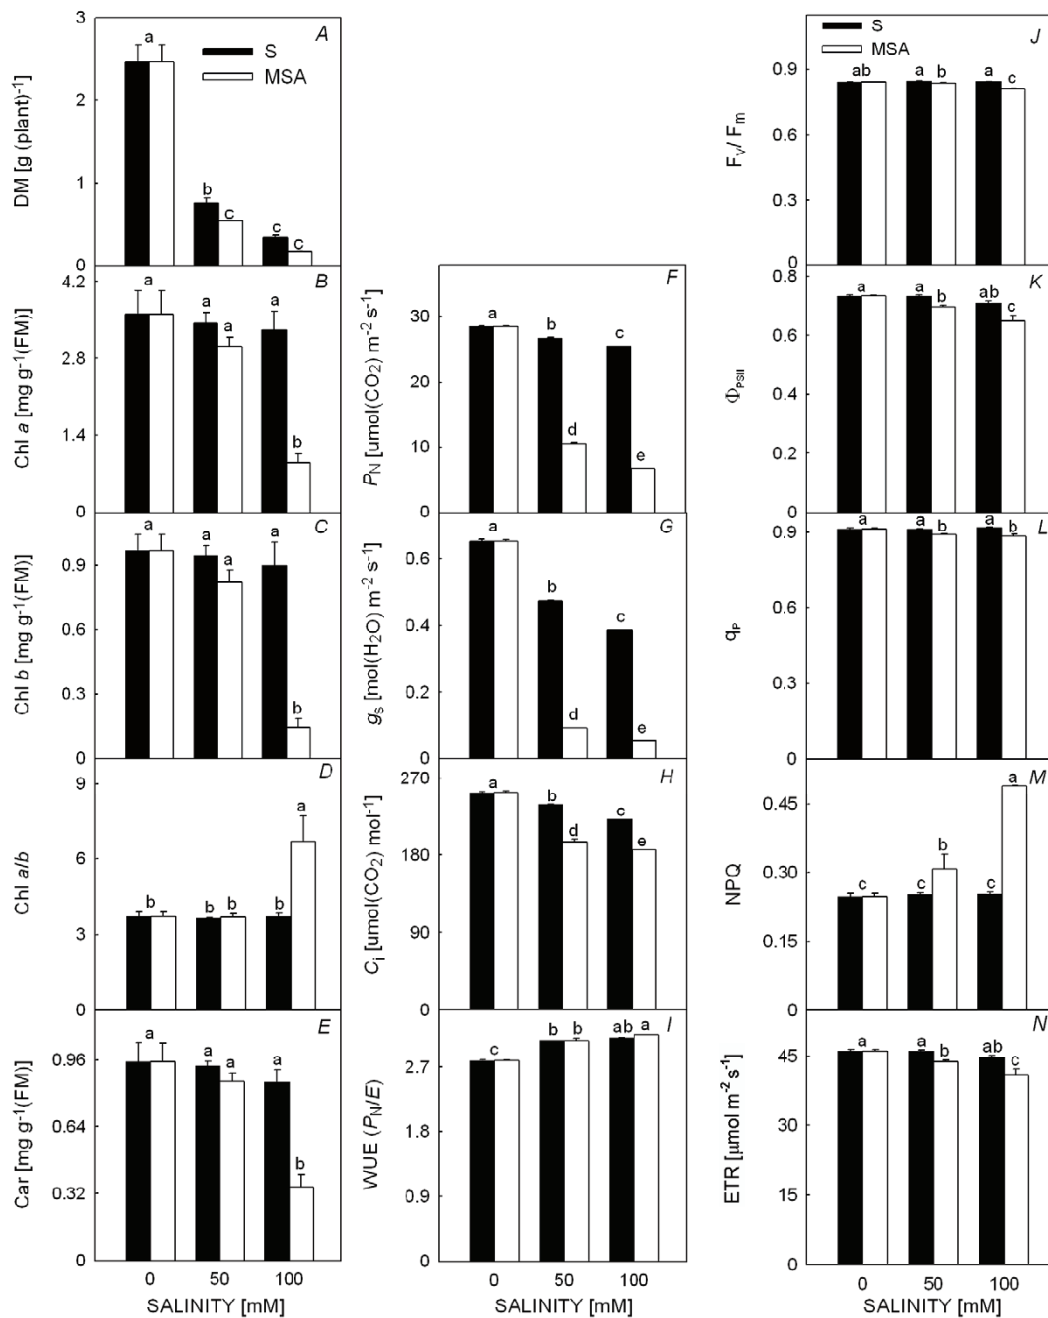 A
S
MSA
DM [g (plant)-1]
3
2
1
0
a
b
c
c
c
B
Chl a [mg g-1(FM)]
4.2
2.8
1.4
0
a
a
a
a
b
C
Chl b [mg g-1(FM)]
0.9
0.6
0.3
0
a
a
a
a
b
D
Chl a/b
9
6
3
0
b
b
b
b
a
E
Car [mg g-1(FM)]
0.96
0.64
0.32
0
a
a
a
a
b
0 50 100
SALINITY [mM]
F
PN [umol(CO2) m-2 s-1]
30
20
10
0
a
b
d
c
e
G
gs [mol(H2O) m-2 s-1]
0.6
0.4
0.2
0
a
b
d
c
e
H
Ci [umol(CO2) mol-1]
270
180
90
0
a
b
d
c
e
I
WUE (PN/E)
2.7
1.8
0.9
0
c
b
b
ab
a
0 50 100
SALINITY [mM]
S
MSA
J
Fv/ Fm
0.9
0.6
0.3
0
ab
a
b
a
c
K
ΦPSII
0.8
0.6
0.4
0.2
0
a
a
b
ab
c
L
qP
0.9
0.6
0.3
0
a
a
b
a
b
M
NPQ
0.45
0.30
0.15
0
c
c
b
c
a
N
ETR [μmol m-2 s-1]
45
30
15
0
a
a
b
ab
c
0 50 100
SALINITY [mM]